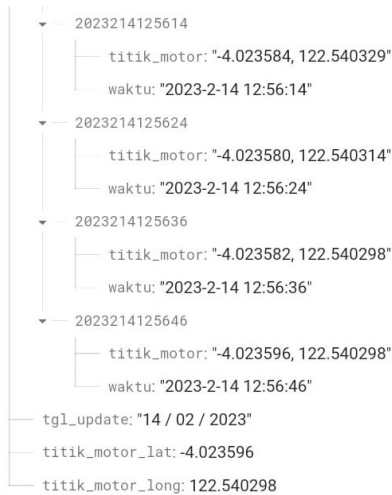 2023214125614
titik_motor: "-4.023584, 122.540329"
waktu: "2023-2-14 12:56:14"
2023214125624
titik_motor: "-4.023580, 122.540314"
waktu: "2023-2-14 12:56:24"
2023214125636
titik_motor: "-4.023582, 122.540298"
waktu: "2023-2-14 12:56:36"
2023214125646
titik_motor: "-4.023596, 122.540298"
waktu: "2023-2-14 12:56:46"
tgl_update: "14 / 02 / 2023"
titik_motor_lat: -4.023596
titik_motor_long: 122.540298